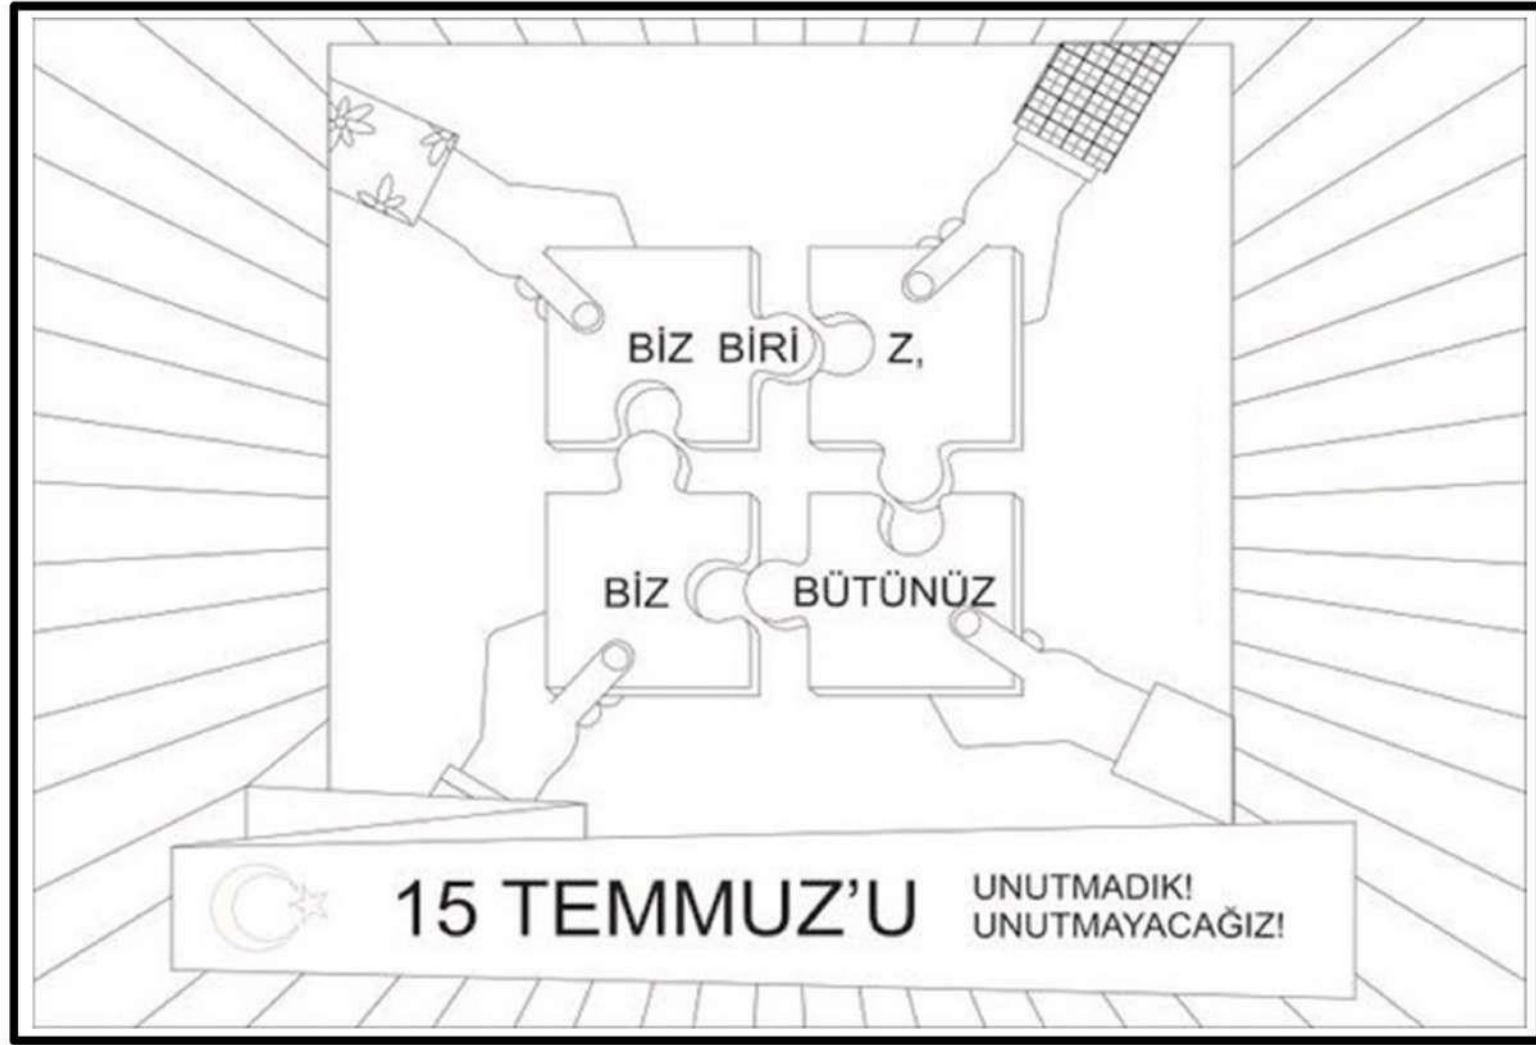 BİZ BİRİ Z,
BİZ BÜTÜNÜZ
15 TEMMUZ’U
UNUTMADIK!
UNUTMAYACAĞIZ!